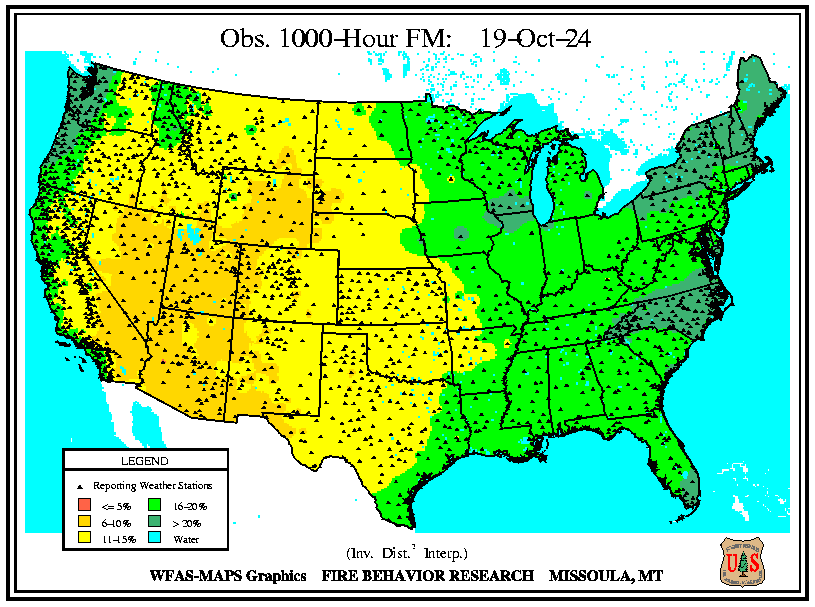 Obs. 1000-Hour FM: 19-Oct-24
LEGEND
Reporting Weather Stations
<= 5% 16-20%
6-10% > 20%
11-15% Water
(Inv. Dist.² Interp.)
WFAS-MAPS Graphics FIRE BEHAVIOR RESEARCH MISSOULA, MT
U S